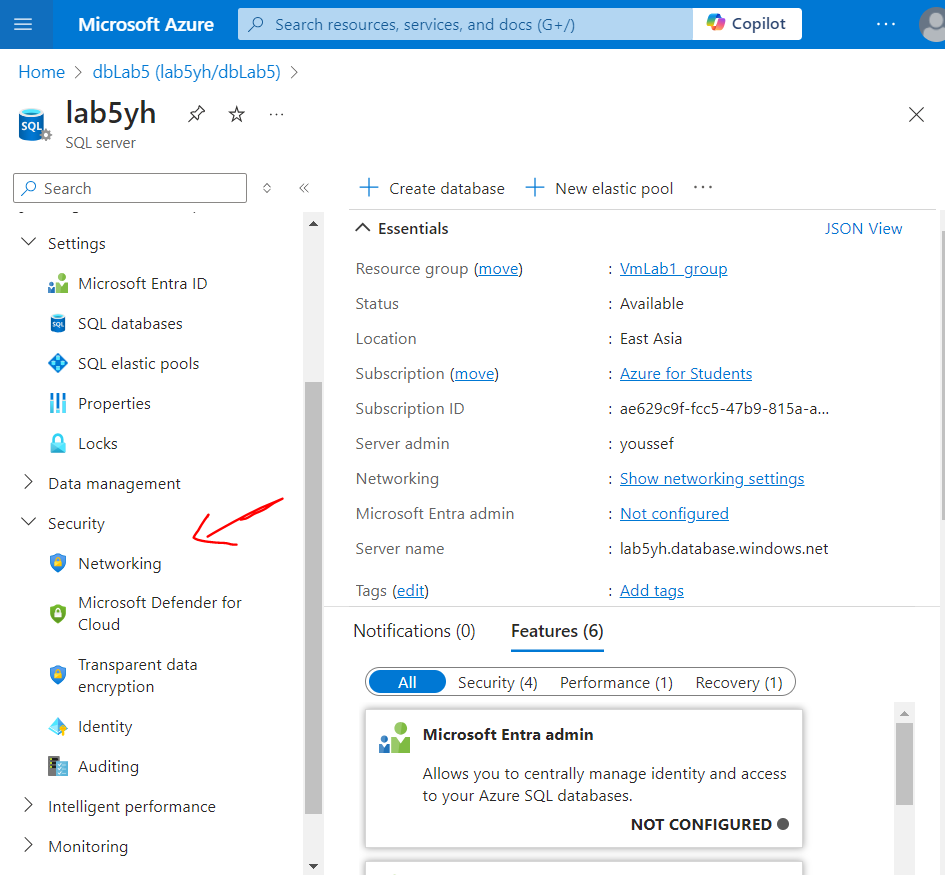 Microsoft Azure
Search resources, services, and docs (G+/)
Copilot
Home > dbLab5 (lab5yh/dbLab5) >
SQL
lab5yh
SQL server
Search
Create database
New elastic pool
Settings
Microsoft Entra ID
SQL databases
SQL elastic pools
Properties
Locks
Data management
Security
Networking
Microsoft Defender for
Cloud
Transparent data
encryption
Identity
Auditing
Intelligent performance
Monitoring
Essentials
JSON View
Resource group (move) : VmLab1_group
Status : Available
Location : East Asia
Subscription (move) : Azure for Students
Subscription ID : ae629c9f-fcc5-47b9-815a-a...
Server admin : youssef
Networking : Show networking settings
Microsoft Entra admin : Not configured
Server name : lab5yh.database.windows.net
Tags (edit) : Add tags
Notifications (0)
Features (6)
All
Security (4)
Performance (1)
Recovery (1)
Microsoft Entra admin
Allows you to centrally manage identity and access
to your Azure SQL databases.
NOT CONFIGURED